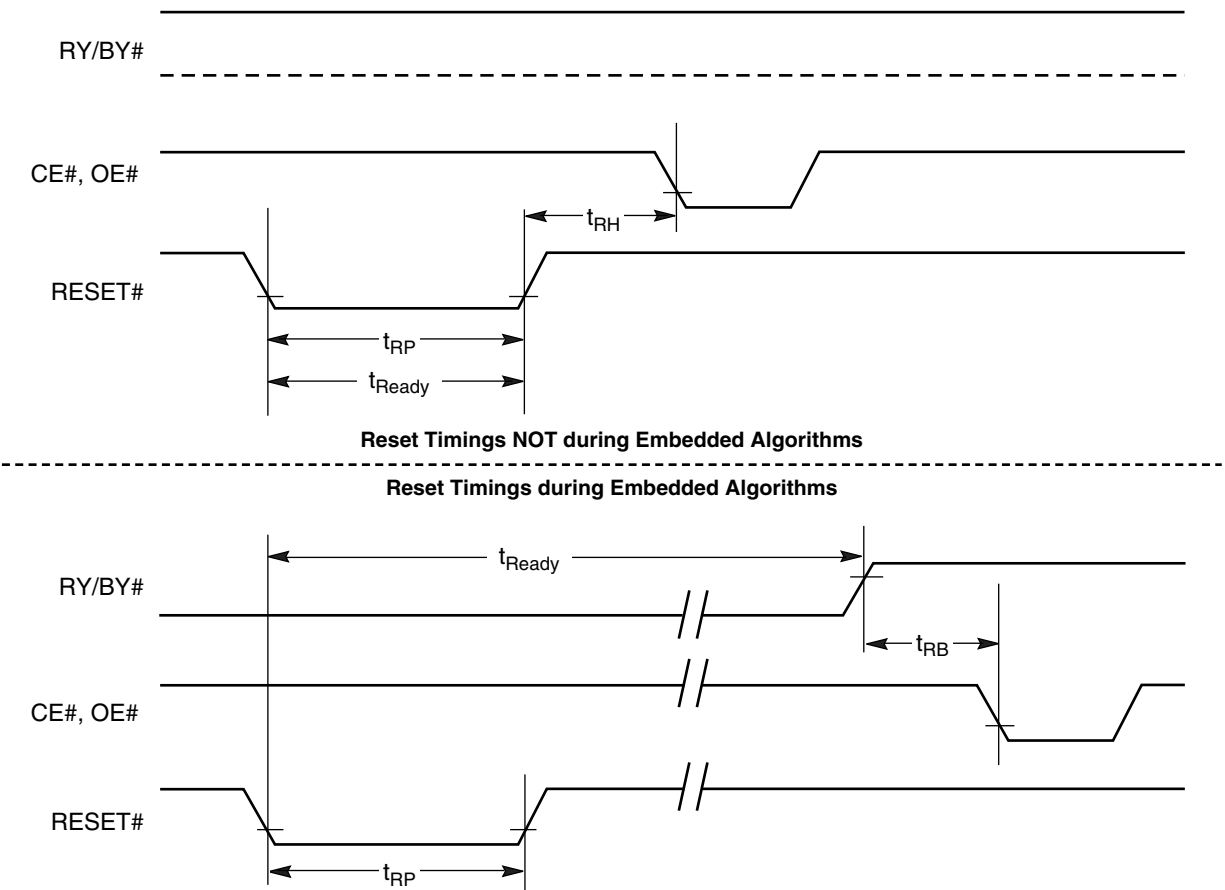 RY/BY#
CE#, OE#
tRH
RESET#
tRP
tReady
Reset Timings NOT during Embedded Algorithms
Reset Timings during Embedded Algorithms
tReady
RY/BY#
tRB
CE#, OE#
RESET#
tRP